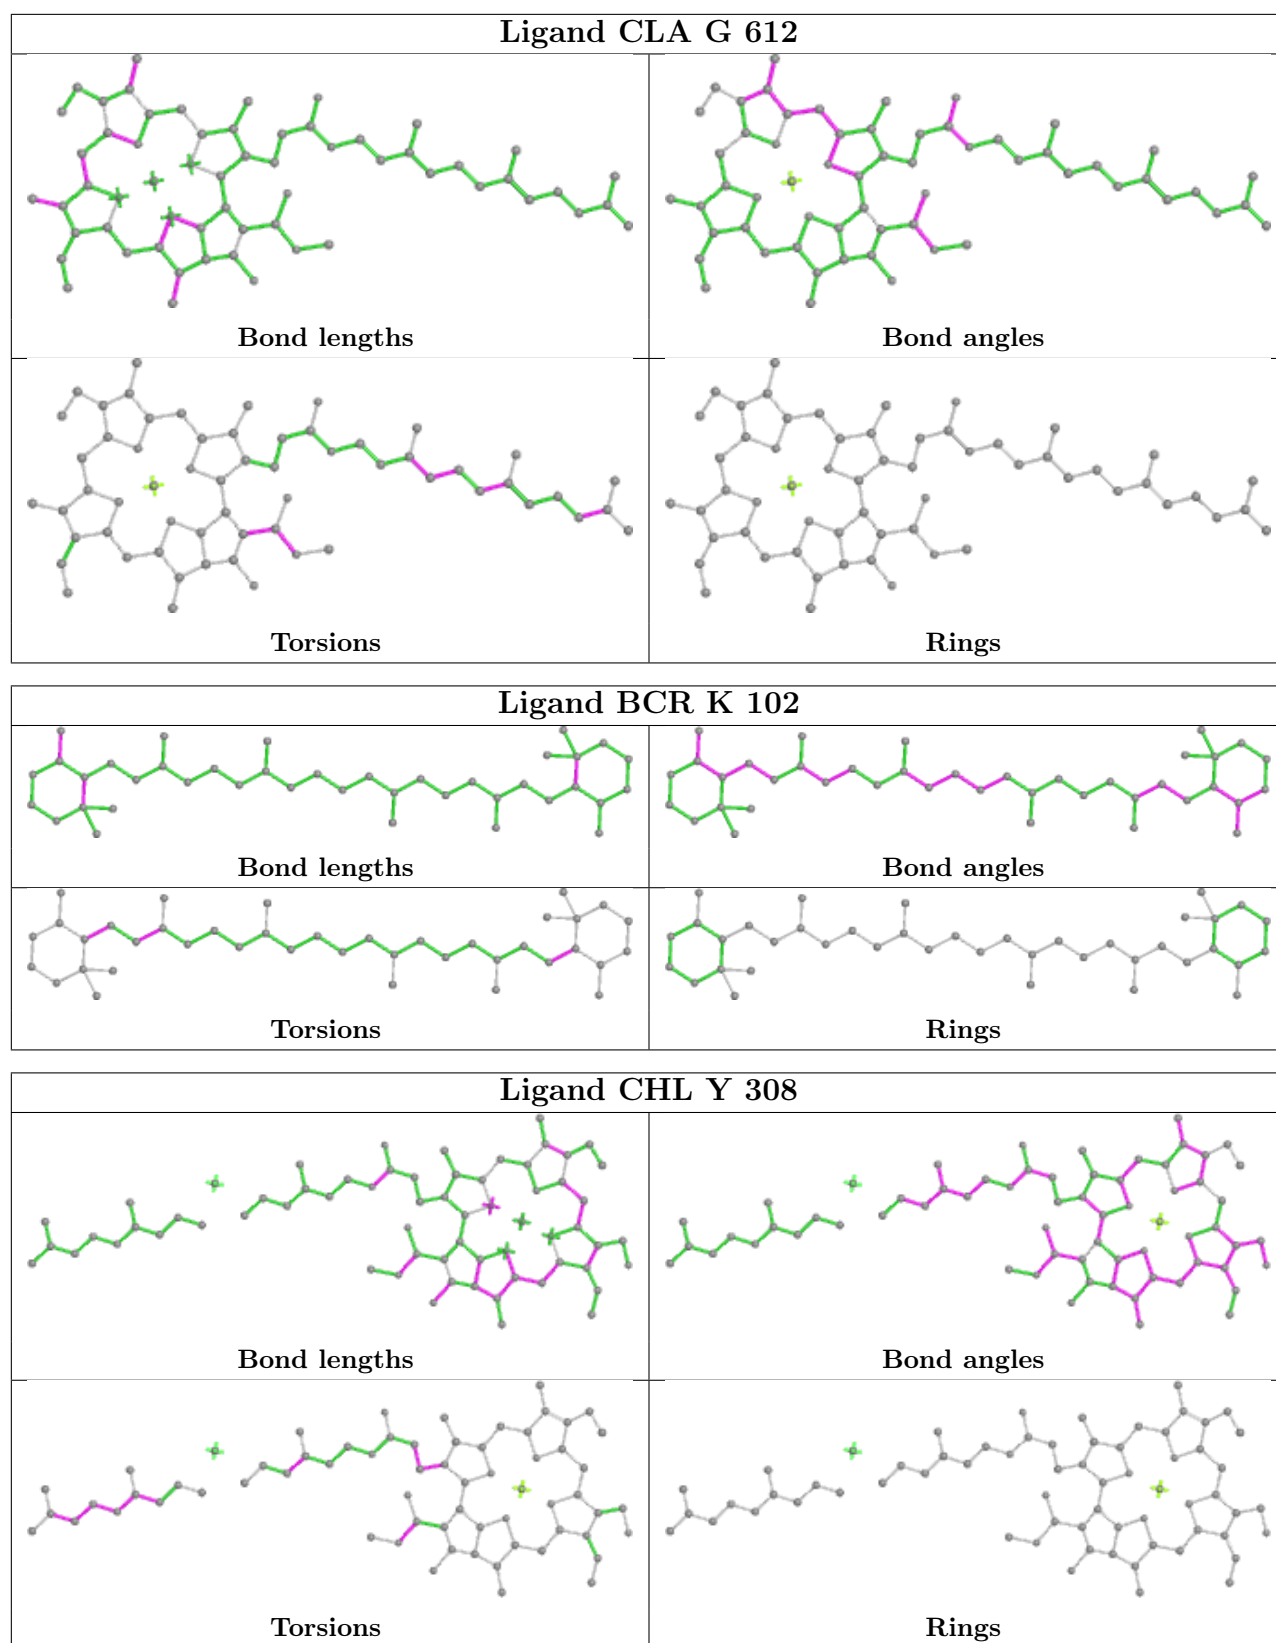 Ligand CLA G 612
Bond lengths
Bond angles
Torsions
Rings
Ligand BCR K 102
Bond lengths
Bond angles
Torsions
Rings
Ligand CHL Y 308
Bond lengths
Bond angles
Torsions
Rings